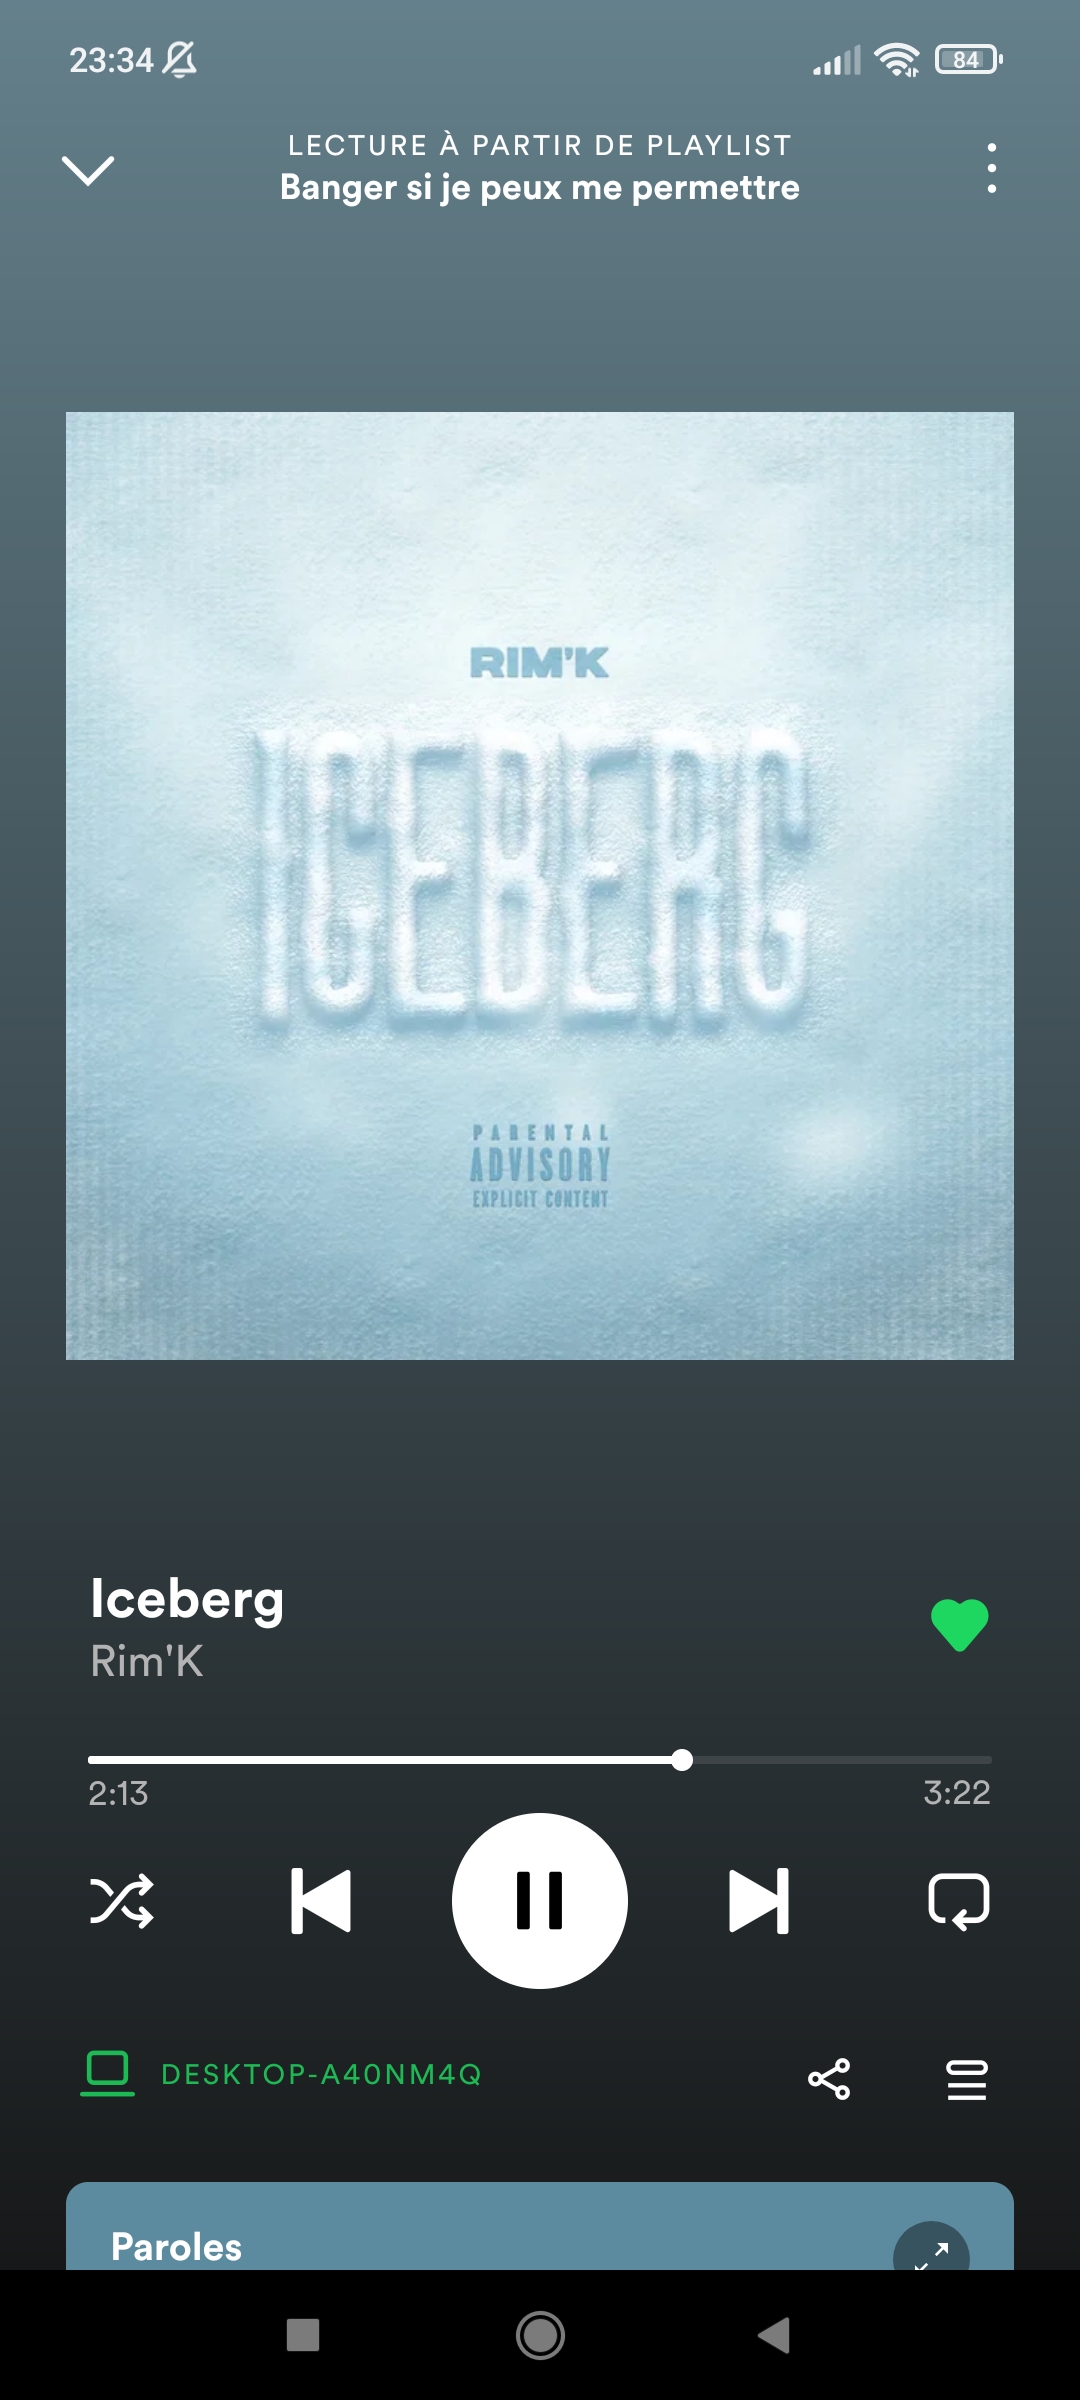 23:34
84
LECTURE À PARTIR DE PLAYLIST
Banger si je peux me permettre
RIM'K
ICEBERG
PARENTAL
ADVISORY
EXPLICIT CONTENT
Iceberg
Rim'K
2:13
3:22
DESKTOP-A40NM4Q
Paroles